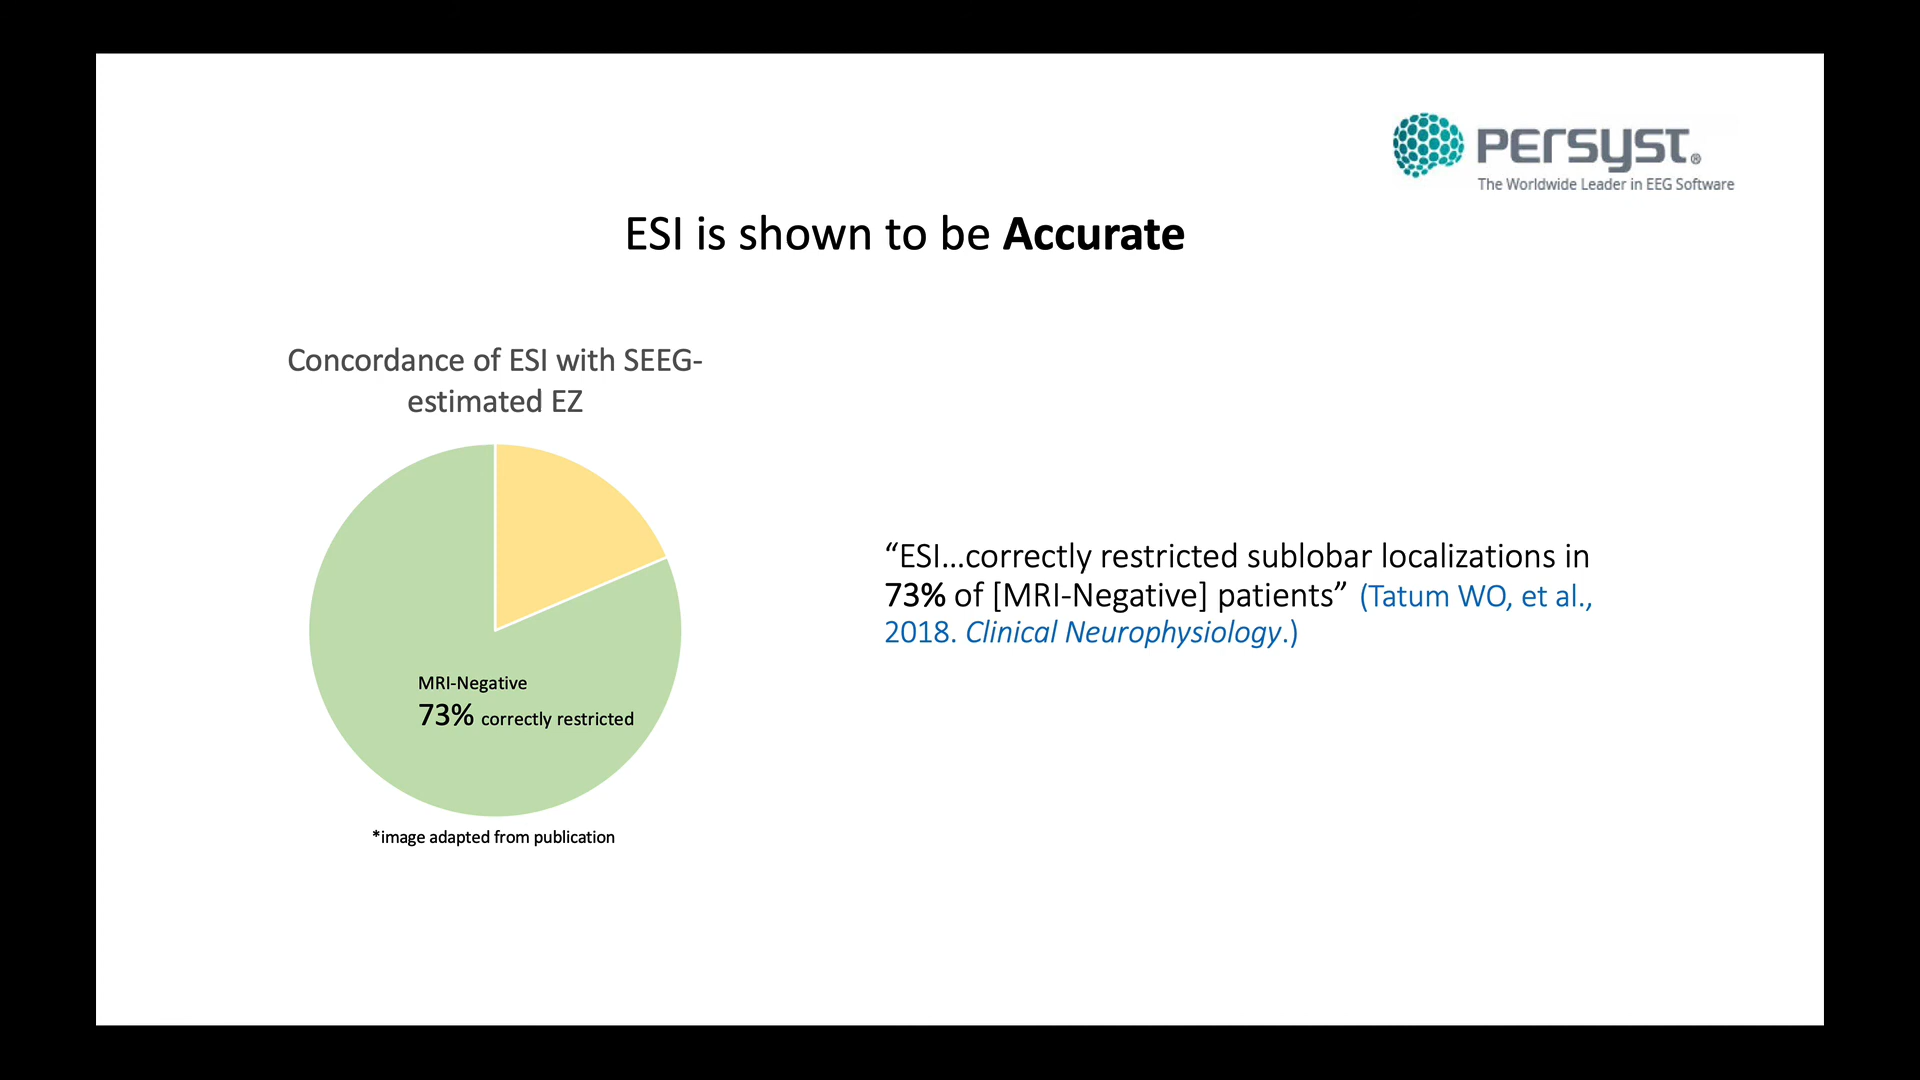 PERSYST®
The Worldwide Leader in EEG Software
ESI is shown to be Accurate
Concordance of ESI with SEEG-
estimated EZ
MRI-Negative
73% correctly restricted
*image adapted from publication
“ESI...correctly restricted sublobar localizations in
73% of [MRI-Negative] patients” (Tatum WO, et al.,
2018. Clinical Neurophysiology.)